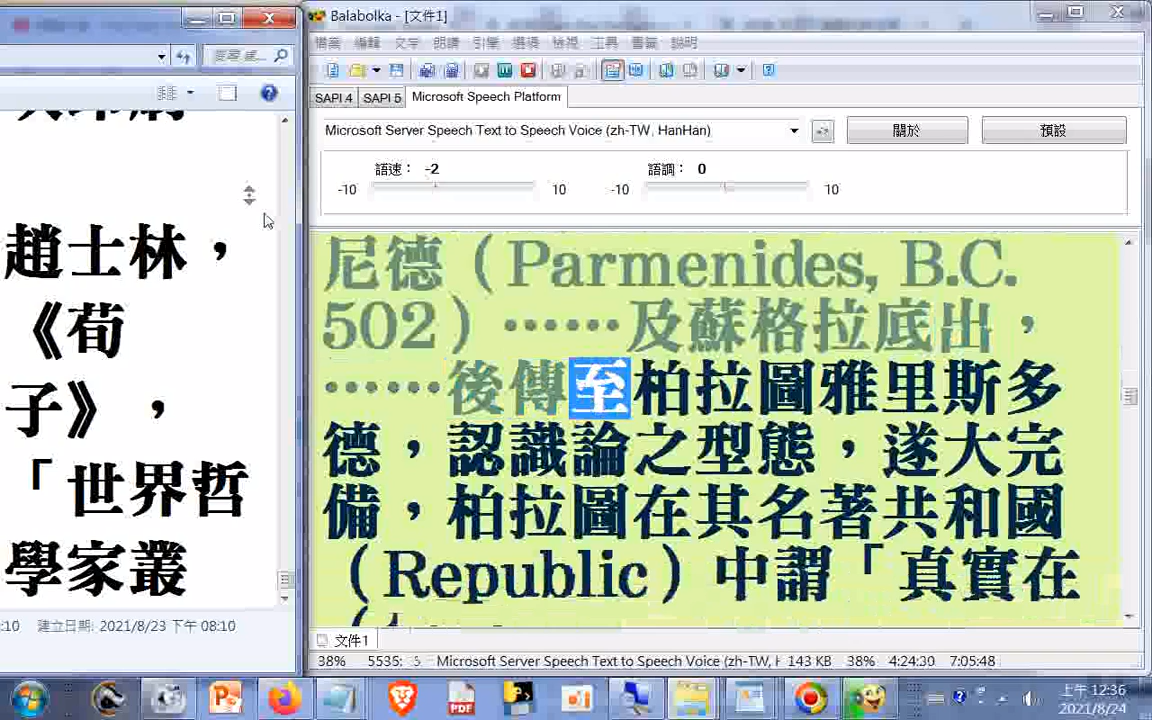 Balabolka - [文件1]
檔案 編輯 文字 朗讀 引擎 選項 檢視 工具 書籤 說明
SAPI 4 SAPI 5 Microsoft Speech Platform
Microsoft Server Speech Text to Speech Voice (zh-TW, HanHan)
關於
預設
語速： -2
語調： 0
-10 10 -10 10
趙士林，
《荀
子》，
「世界哲
學家叢
尼德（Parmenides, B.C.
502）……及蘇格拉底出，
……後傳至柏拉圖雅里斯多
德，認識論之型態，遂大完
備，柏拉圖在其名著共和國
（Republic）中謂「真實在
:10 建立日期: 2021/8/23 下午 08:10
文件1
38% 5535: 5 Microsoft Server Speech Text to Speech Voice (zh-TW, H 143 KB 38% 4:24:30 7:05:48
PDF
上午 12:36
2021/8/24